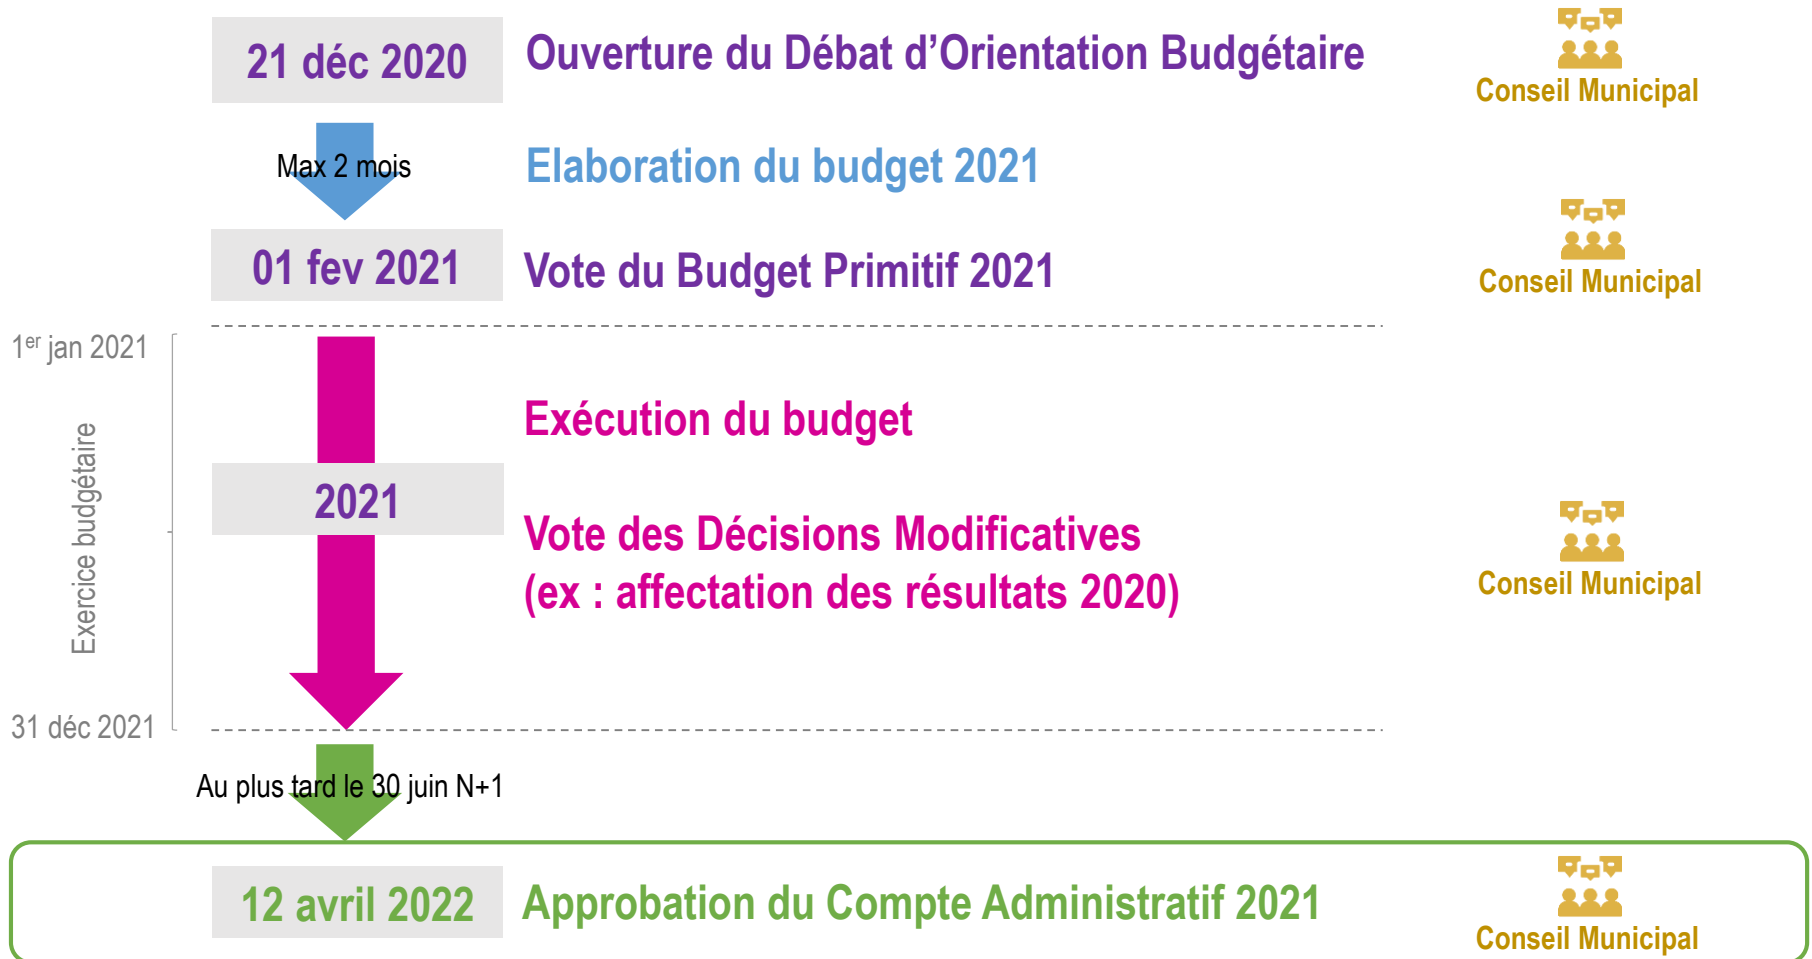 21 déc 2020
Ouverture du Débat d’Orientation Budgétaire
Conseil Municipal
Max 2 mois
Elaboration du budget 2021
01 fev 2021
Vote du Budget Primitif 2021
Conseil Municipal
1er jan 2021
Exercice budgétaire
Exécution du budget
2021
Vote des Décisions Modificatives
(ex : affectation des résultats 2020)
Conseil Municipal
31 déc 2021
Au plus tard le 30 juin N+1
12 avril 2022
Approbation du Compte Administratif 2021
Conseil Municipal